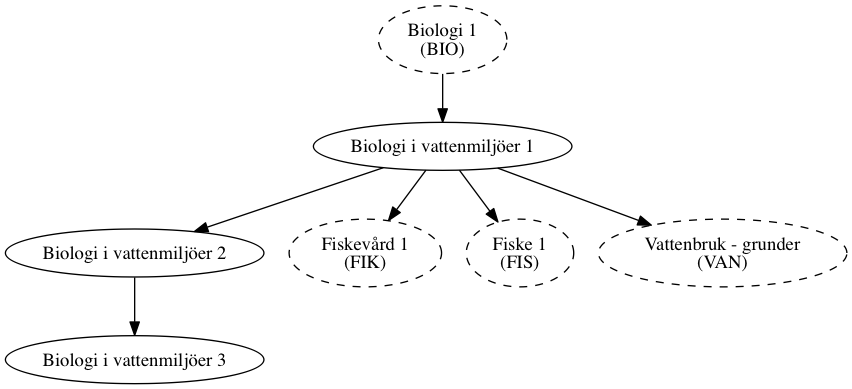 Biologi 1
(BIO)
Biologi i vattenmiljöer 1
Biologi i vattenmiljöer 2
Fiskevård 1
(FIK)
Fiske 1
(FIS)
Vattenbruk - grunder
(VAN)
Biologi i vattenmiljöer 3